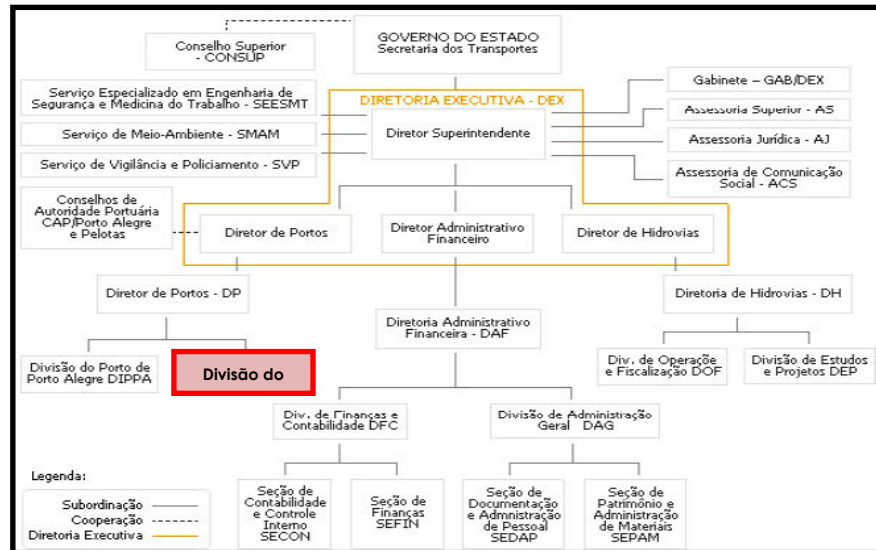 GOVERNO DO ESTADO
Secretaria dos Transportes
Conselho Superior
- CONSUP
Serviço Especializado em Engenharia de
Segurança e Medicina do Trabalho - SEESMT
Serviço de Meio-Ambiente - SMAM
Serviço de Vigilância e Policiamento - SVP
DIRETORIA EXECUTIVA - DEX
Diretor Superintendente
Gabinete – GAB/DEX
Assessoria Superior - AS
Assessoria Jurídica - AJ
Assessoria de Comunicação
Social - ACS
Conselhos de
Autoridade Portuária
CAP/Porto Alegre
e Pelotas
Diretor de Portos
Diretor Administrativo
Financeiro
Diretor de Hidrovias
Diretor de Portos - DP
Diretoria Administrativo
Financeira - DAF
Diretoria de Hidrovias - DH
Divisão do Porto de
Porto Alegre DIPPA
Divisão do
Div. de Operaçõe
e Fiscalização DOF
Divisão de Estudos
e Projetos DEP
Div. de Finanças e
Contabilidade DFC
Divisão de Administração
Geral DAG
Seção de
Contabilidade
e Controle
Interno
SECON
Seção de
Finanças
SEFIN
Seção de
Documentação
e Admnistração
de Pessoal
SEDAP
Seção de
Patrimônio e
Administração
de Materiais
SEPAM
Legenda:
Subordinação
Cooperação
Diretoria Executiva